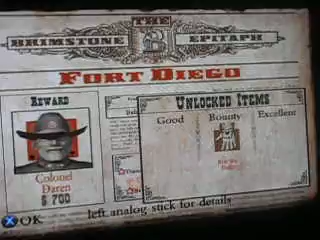 THE
B
BRIMSTONE EPITAPH
FORT DIEGO
REWARD
UNLOCKED ITEMS
Good Bounty Excellent
Colonel
Daren
$ 700
left analog stick for details
X OK